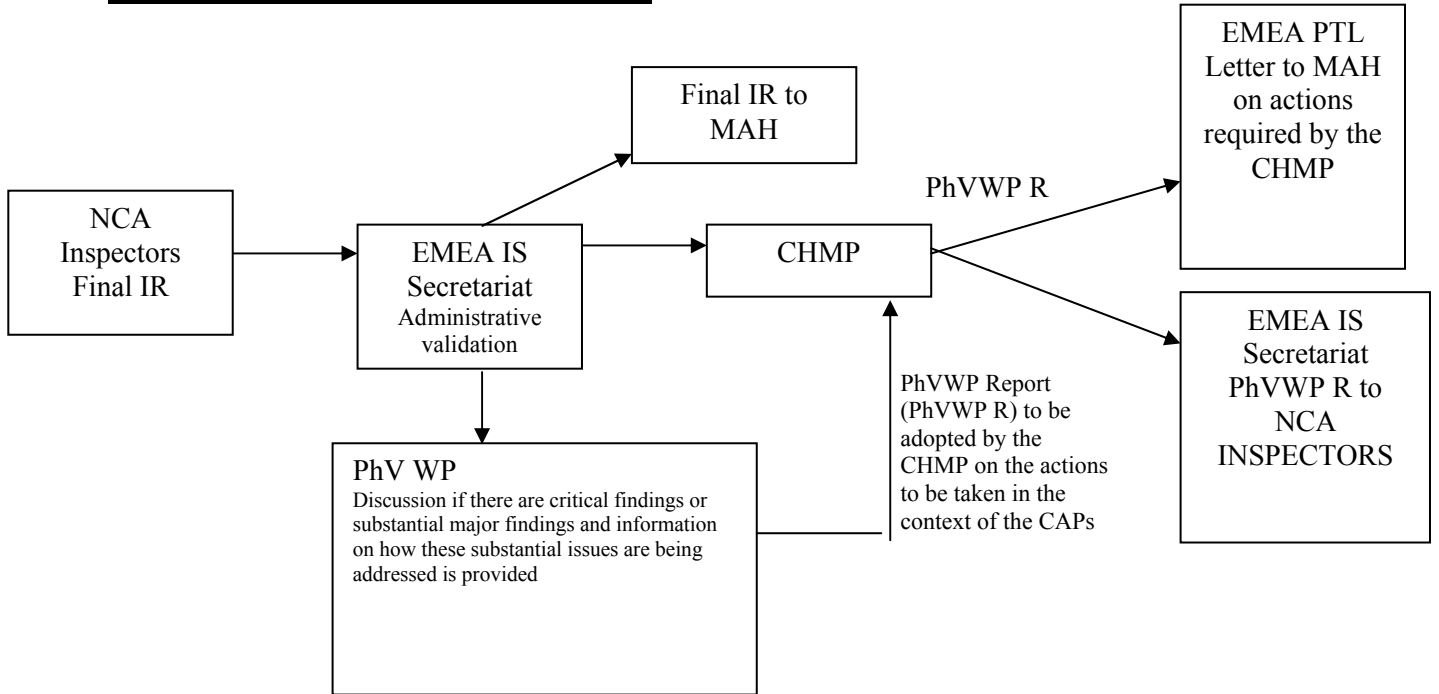 NCA
Inspectors
Final IR
EMEA IS
Secretariat
Administrative
validation
Final IR to
MAH
CHMP
PhVWP R
EMEA PTL
Letter to MAH
on actions
required by the
CHMP
EMEA IS
Secretariat
PhVWP R to
NCA
INSPECTORS
PhV WP
Discussion if there are critical findings or
substantial major findings and information
on how these substantial issues are being
addressed is provided
PhVWP Report
(PhVWP R) to be
adopted by the
CHMP on the actions
to be taken in the
context of the CAPs